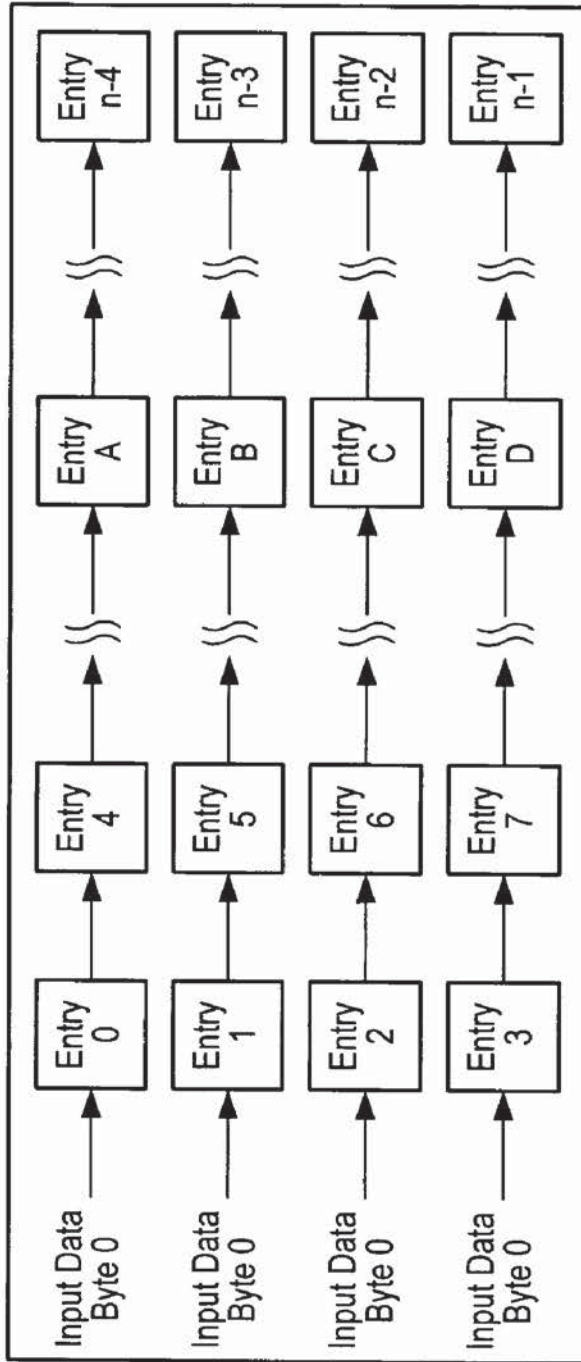 Input Data
Byte 0
Entry
0
Entry
4
Entry
A
Entry
n-4
Input Data
Byte 0
Entry
1
Entry
5
Entry
B
Entry
n-3
Input Data
Byte 0
Entry
2
Entry
6
Entry
C
Entry
n-2
Input Data
Byte 0
Entry
3
Entry
7
Entry
D
Entry
n-1